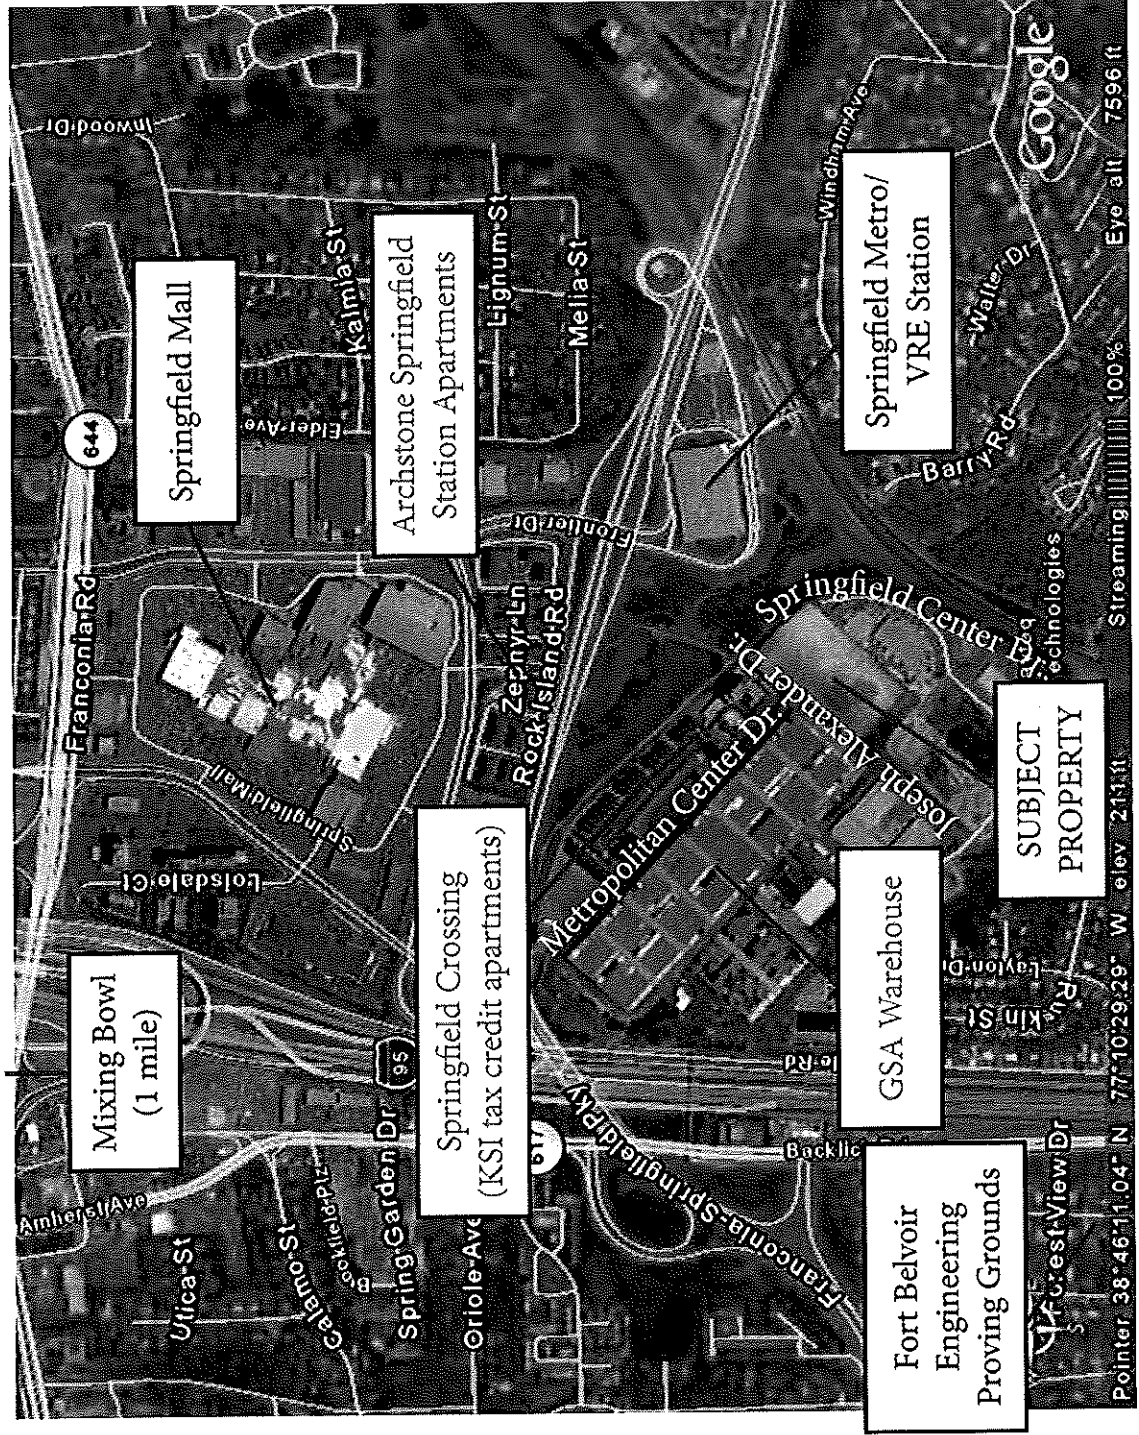 Mixing Bowl
(1 mile)
Springfield Mall
Archstone Springfield
Station Apartments
Springfield Crossing
(KSI tax credit apartments)
Springfield Metro/
VRE Station
GSA Warehouse
SUBJECT
PROPERTY
Fort Belvoir
Engineering
Proving Grounds
Franconia-Rd
644
Inwood-Dr
Amherst-Ave
Utica-St
Calamo-St
Spring-Garden Dr
Oriole-Ave
95
617
Loisdale-Ct
Springfield-Mall
Elder-Ave
Kalmia-St
Lignum-St
Melia-St
Zephyr-Ln
Rock-Island-Rd
Frontier-Dr
Franconia-Springfield-Pky
Metropolitan Center Dr.
Joseph Alexander Dr.
Springfield Center Dr.
Windham-Ave
Walter-Dr
Barry-Rd
Layton-Dr
Kin St
Forest-View-Dr
Google
Pointer 38°46'11.04" N 77°10'29.29" W elev 211 ft Streaming |||||||||| 100% Eye alt 7596 ft